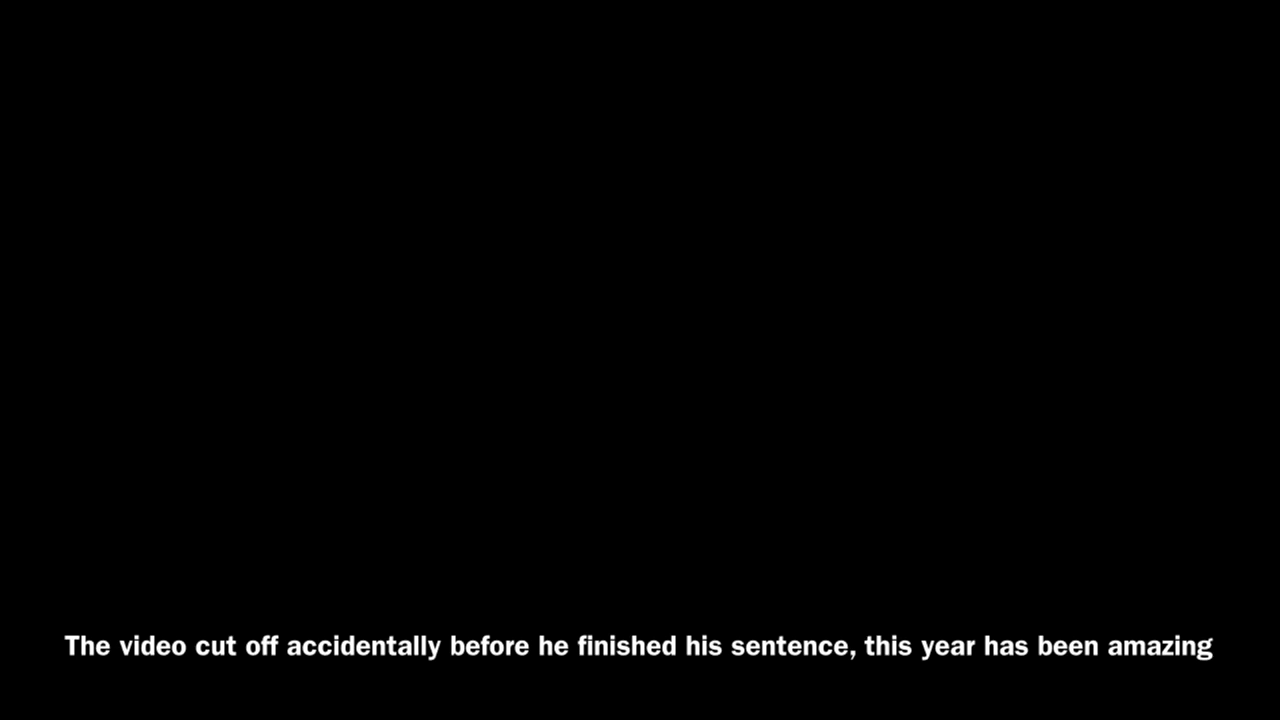 The video cut off accidentally before he finished his sentence, this year has been amazing